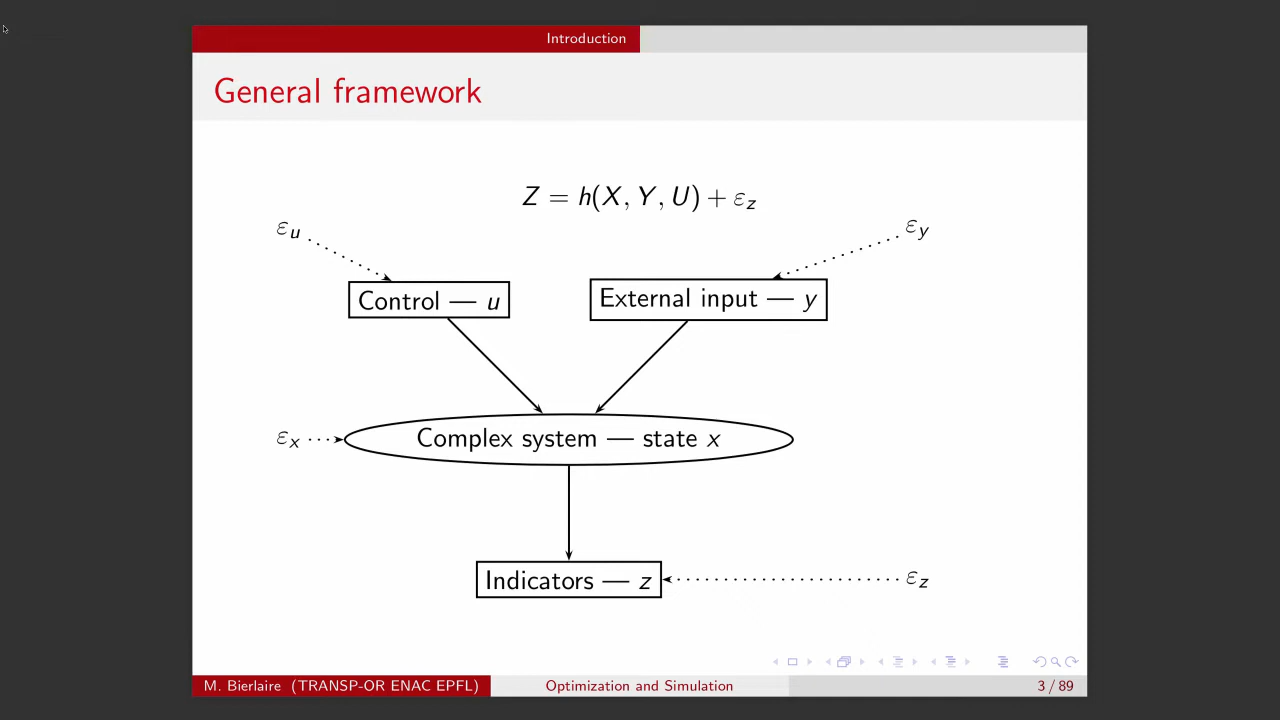 Introduction
General framework
Z = h(X, Y, U) + ε_z
ε_u
ε_y
Control — u
External input — y
ε_x
Complex system — state x
Indicators — z
ε_z
M. Bierlaire (TRANSP-OR ENAC EPFL)
Optimization and Simulation
3 / 89